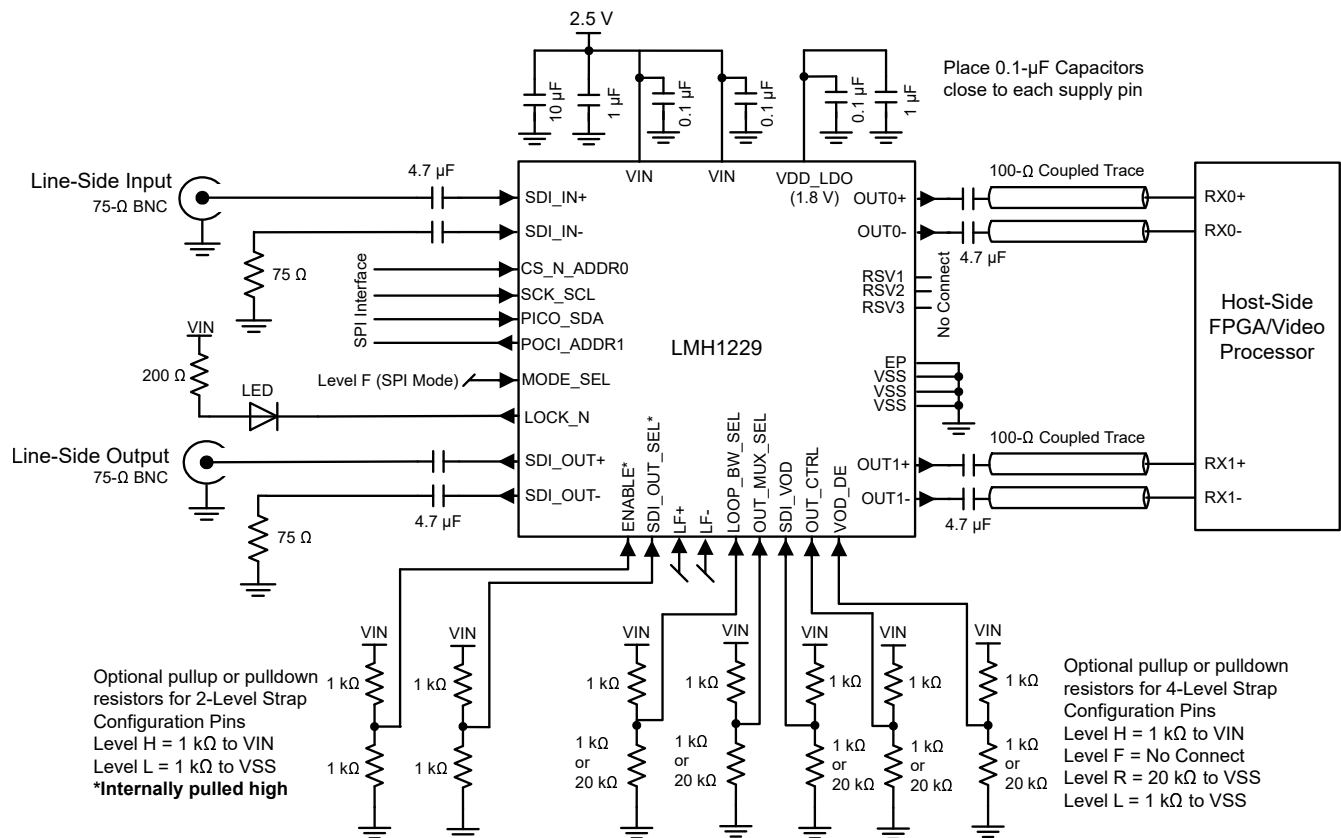 2.5 V
10 µF
1 µF
0.1 µF
0.1 µF
0.1 µF
1 µF
Place 0.1-µF Capacitors
close to each supply pin
Line-Side Input
75-Ω BNC
4.7 µF
75 Ω
SPI Interface
VIN
200 Ω
LED
Level F (SPI Mode)
Line-Side Output
75-Ω BNC
4.7 µF
75 Ω
VIN
VIN
VDD_LDO
(1.8 V)
SDI_IN+
SDI_IN-
CS_N_ADDR0
SCK_SCL
PICO_SDA
POCI_ADDR1
MODE_SEL
LOCK_N
SDI_OUT+
SDI_OUT-
LMH1229
OUT0+
OUT0-
RSV1
RSV2
RSV3
No Connect
EP
VSS
VSS
VSS
OUT1+
OUT1-
ENABLE*
SDI_OUT_SEL*
LF+
LF-
LOOP_BW_SEL
OUT_MUX_SEL
SDI_VOD
OUT_CTRL
VOD_DE
100-Ω Coupled Trace
4.7 µF
100-Ω Coupled Trace
4.7 µF
RX0+
RX0-
Host-Side
FPGA/Video
Processor
RX1+
RX1-
Optional pullup or pulldown
resistors for 2-Level Strap
Configuration Pins
Level H = 1 kΩ to VIN
Level L = 1 kΩ to VSS
*Internally pulled high
VIN
1 kΩ
1 kΩ
VIN
1 kΩ
1 kΩ
VIN
1 kΩ
1 kΩ
or
20 kΩ
VIN
1 kΩ
1 kΩ
or
20 kΩ
VIN
1 kΩ
1 kΩ
or
20 kΩ
VIN
1 kΩ
1 kΩ
or
20 kΩ
VIN
1 kΩ
1 kΩ
or
20 kΩ
Optional pullup or pulldown
resistors for 4-Level Strap
Configuration Pins
Level H = 1 kΩ to VIN
Level F = No Connect
Level R = 20 kΩ to VSS
Level L = 1 kΩ to VSS